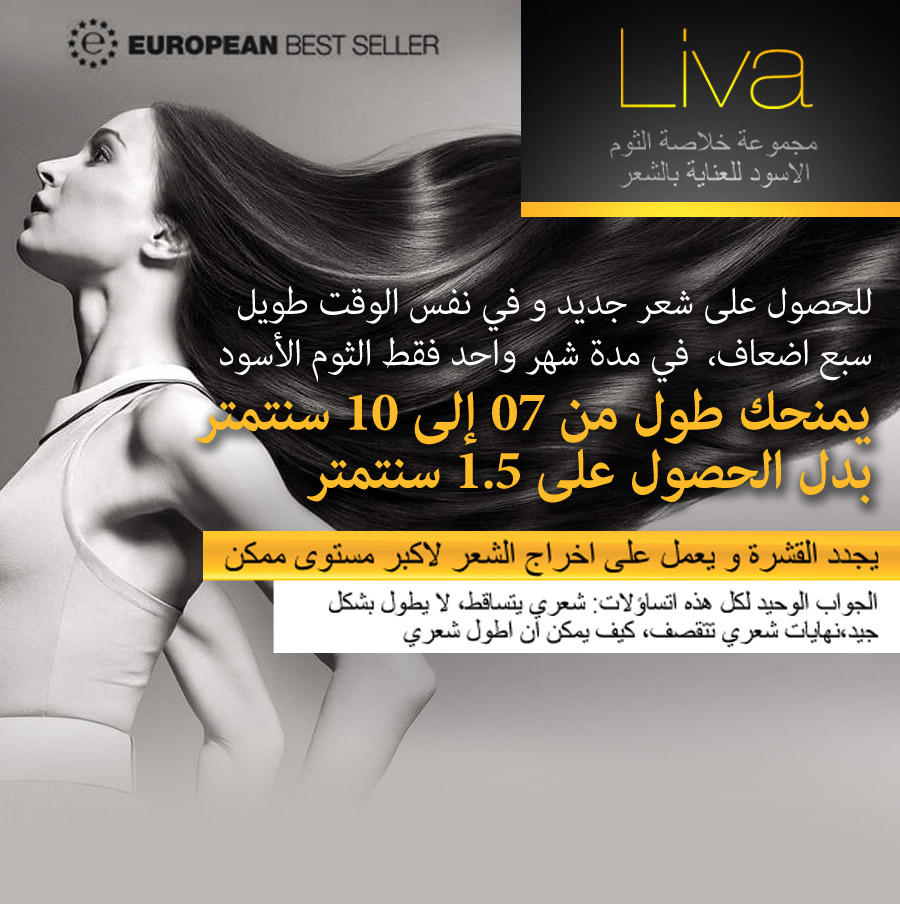 EUROPEAN BEST SELLER
Liva
مجموعة خلاصة الثوم
الاسود للعناية بالشعر
للحصول على شعر جديد و في نفس الوقت طويل
سبع اضعاف، في مدة شهر واحد فقط الثوم الأسود
يمنحك طول من 07 إلى 10 سنتمتر
بدل الحصول على 1.5 سنتمتر
يجدد القشرة و يعمل على اخراج الشعر لاكبر مستوى ممكن
الجواب الوحيد لكل هذه اتساؤلات: شعري يتساقط، لا يطول بشكل
جيد،نهايات شعري تتقصف، كيف يمكن ان اطول شعري